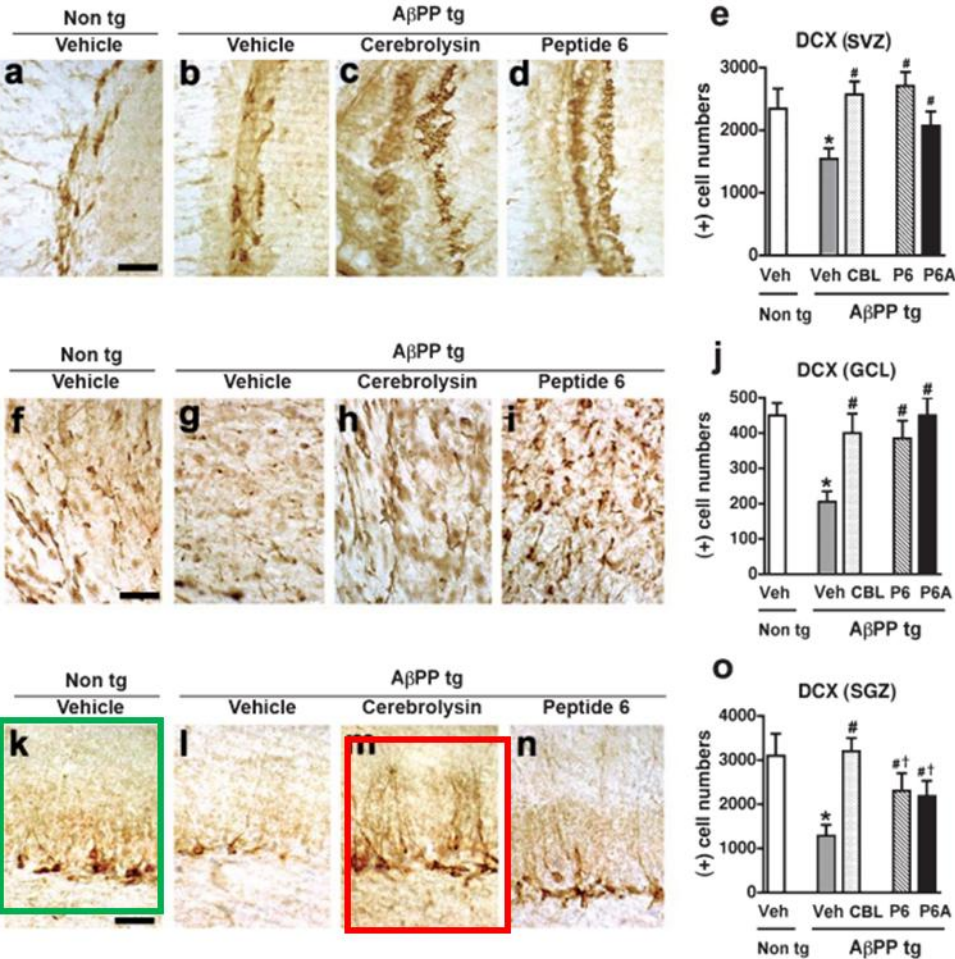 Non tg
AβPP tg
Vehicle
Vehicle
Cerebrolysin
Peptide 6
a
b
c
d
e
DCX (SVZ)
(+) cell numbers
3000
2000
1000
0
*
#
#
#
Veh
Veh CBL P6 P6A
Non tg
AβPP tg
Non tg
AβPP tg
Vehicle
Vehicle
Cerebrolysin
Peptide 6
f
g
h
i
j
DCX (GCL)
(+) cell numbers
500
400
300
200
100
0
*
#
#
#
Veh
Veh CBL P6 P6A
Non tg
AβPP tg
Non tg
AβPP tg
Vehicle
Vehicle
Cerebrolysin
Peptide 6
k
l
m
n
o
DCX (SGZ)
(+) cell numbers
4000
3000
2000
1000
0
*
#
#†
#†
Veh
Veh CBL P6 P6A
Non tg
AβPP tg